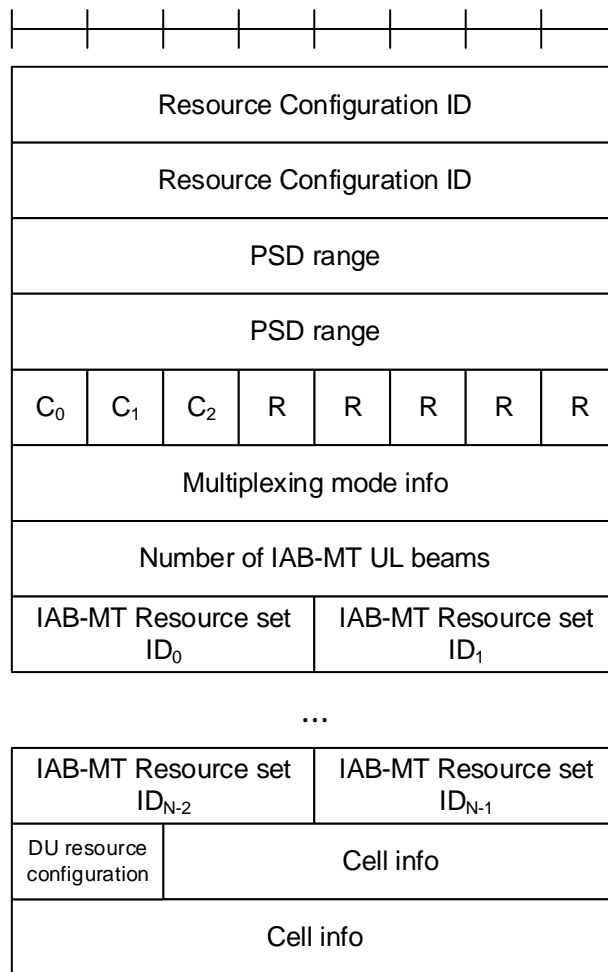 Resource Configuration ID
Resource Configuration ID
PSD range
PSD range
C₀ C₁ C₂ R R R R R
Multiplexing mode info
Number of IAB-MT UL beams
IAB-MT Resource set
ID₀
IAB-MT Resource set
ID₁
...
IAB-MT Resource set
IDN-2
IAB-MT Resource set
IDN-1
DU resource
configuration
Cell info
Cell info